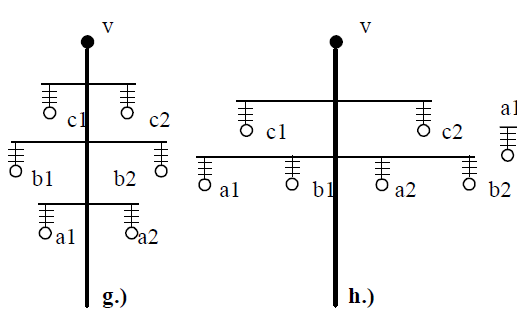 v v
a1
c1 c2 c1 c2
b1 b2 a1 b1 a2 b2
a1 a2
g.) h.)